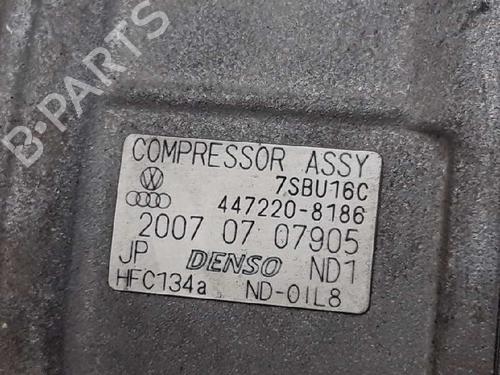 B-PARTS
COMPRESSOR ASSY
7SBU16C
447220-8186
2007 07 07905
JP DENSO ND1
HFC134a ND-OIL8